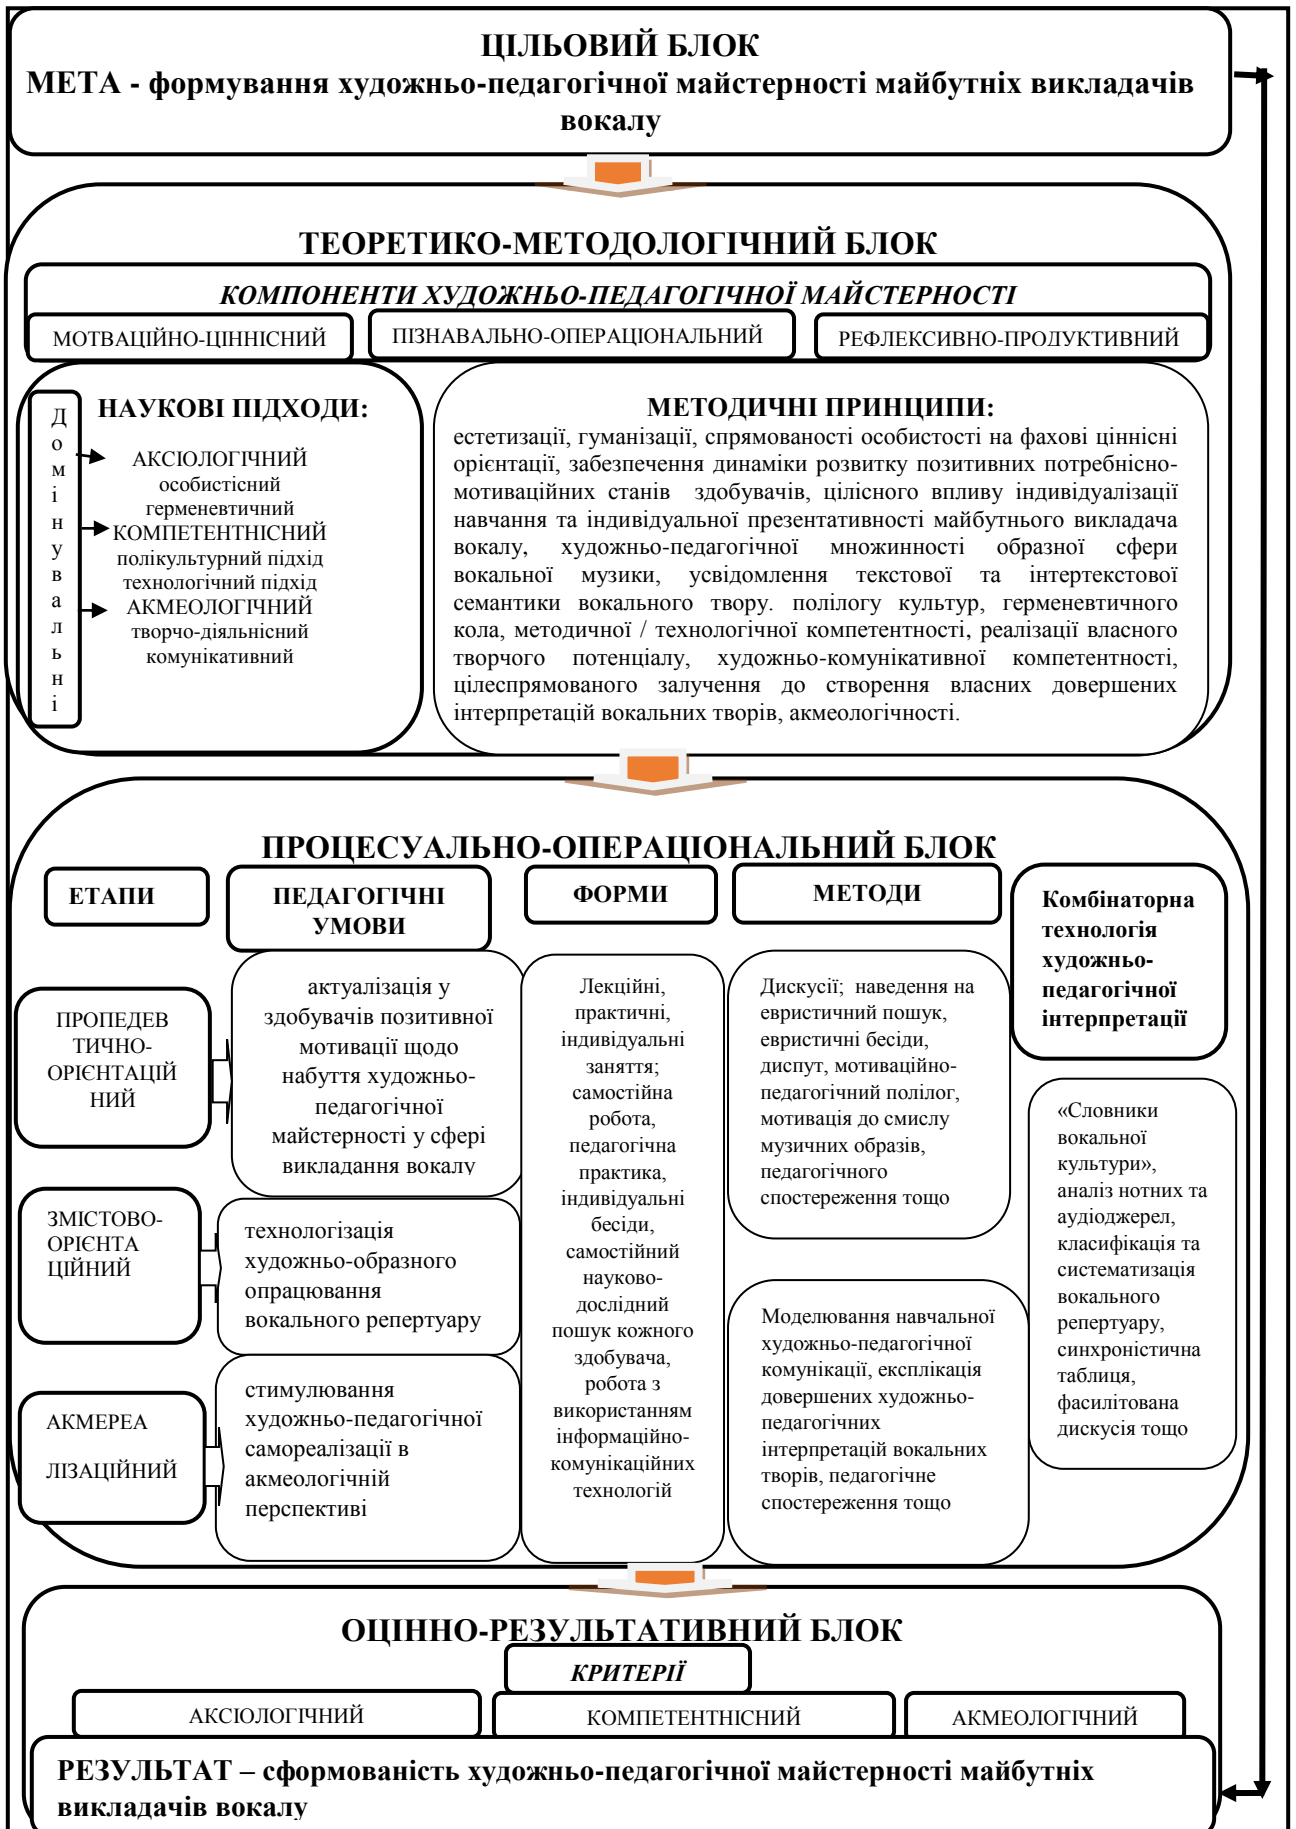 ЦІЛЬОВИЙ БЛОК
МЕТА - формування художньо-педагогічної майстерності майбутніх викладачів
вокалу
ТЕОРЕТИКО-МЕТОДОЛОГІЧНИЙ БЛОК
КОМПОНЕНТИ ХУДОЖНЬО-ПЕДАГОГІЧНОЇ МАЙСТЕРНОСТІ
МОТВАЦІЙНО-ЦІННІСНИЙ
ПІЗНАВАЛЬНО-ОПЕРАЦІОНАЛЬНИЙ
РЕФЛЕКСИВНО-ПРОДУКТИВНИЙ
Домінувальні
НАУКОВІ ПІДХОДИ:
АКСІОЛОГІЧНИЙ
особистісний
герменевтичний
КОМПЕТЕНТНІСНИЙ
полікультурний підхід
технологічний підхід
АКМЕОЛОГІЧНИЙ
творчо-діяльнісний
комунікативний
МЕТОДИЧНІ ПРИНЦИПИ:
естетизації, гуманізації, спрямованості особистості на фахові ціннісні
орієнтації, забезпечення динаміки розвитку позитивних потребнісно-
мотиваційних станів здобувачів, цілісного впливу індивідуалізації
навчання та індивідуальної презентативності майбутнього викладача
вокалу, художньо-педагогічної множинності образної сфери
вокальної музики, усвідомлення текстової та інтертекстової
семантики вокального твору. полілогу культур, герменевтичного
кола, методичної / технологічної компетентності, реалізації власного
творчого потенціалу, художньо-комунікативної компетентності,
цілеспрямованого залучення до створення власних довершених
інтерпретацій вокальних творів, акмеологічності.
ПРОЦЕСУАЛЬНО-ОПЕРАЦІОНАЛЬНИЙ БЛОК
ЕТАПИ
ПРОПЕДЕВ
ТИЧНО-
ОРІЄНТАЦІЙ
НИЙ
ЗМІСТОВО-
ОРІЄНТА
ЦІЙНИЙ
АКМЕРЕА
ЛІЗАЦІЙНИЙ
ПЕДАГОГІЧНІ
УМОВИ
актуалізація у
здобувачів позитивної
мотивації щодо
набуття художньо-
педагогічної
майстерності у сфері
викладання вокалу
технологізація
художньо-образного
опрацювання
вокального репертуару
стимулювання
художньо-педагогічної
самореалізації в
акмеологічній
перспективі
ФОРМИ
Лекційні,
практичні,
індивідуальні
заняття;
самостійна
робота,
педагогічна
практика,
індивідуальні
бесіди,
самостійний
науково-
дослідний
пошук кожного
здобувача,
робота з
використанням
інформаційно-
комунікаційних
технологій
МЕТОДИ
Дискусії; наведення на
евристичний пошук,
евристичні бесіди,
диспут, мотиваційно-
педагогічний полілог,
мотивація до смислу
музичних образів,
педагогічного
спостереження тощо
Моделювання навчальної
художньо-педагогічної
комунікації, експлікація
довершених художньо-
педагогічних
інтерпретацій вокальних
творів, педагогічне
спостереження тощо
Комбінаторна
технологія
художньо-
педагогічної
інтерпретації
«Словники
вокальної
культури»,
аналіз нотних та
аудіоджерел,
класифікація та
систематизація
вокального
репертуару,
синхроністична
таблиця,
фасилітована
дискусія тощо
ОЦІННО-РЕЗУЛЬТАТИВНИЙ БЛОК
КРИТЕРІЇ
АКСІОЛОГІЧНИЙ
КОМПЕТЕНТНІСНИЙ
АКМЕОЛОГІЧНИЙ
РЕЗУЛЬТАТ – сформованість художньо-педагогічної майстерності майбутніх
викладачів вокалу